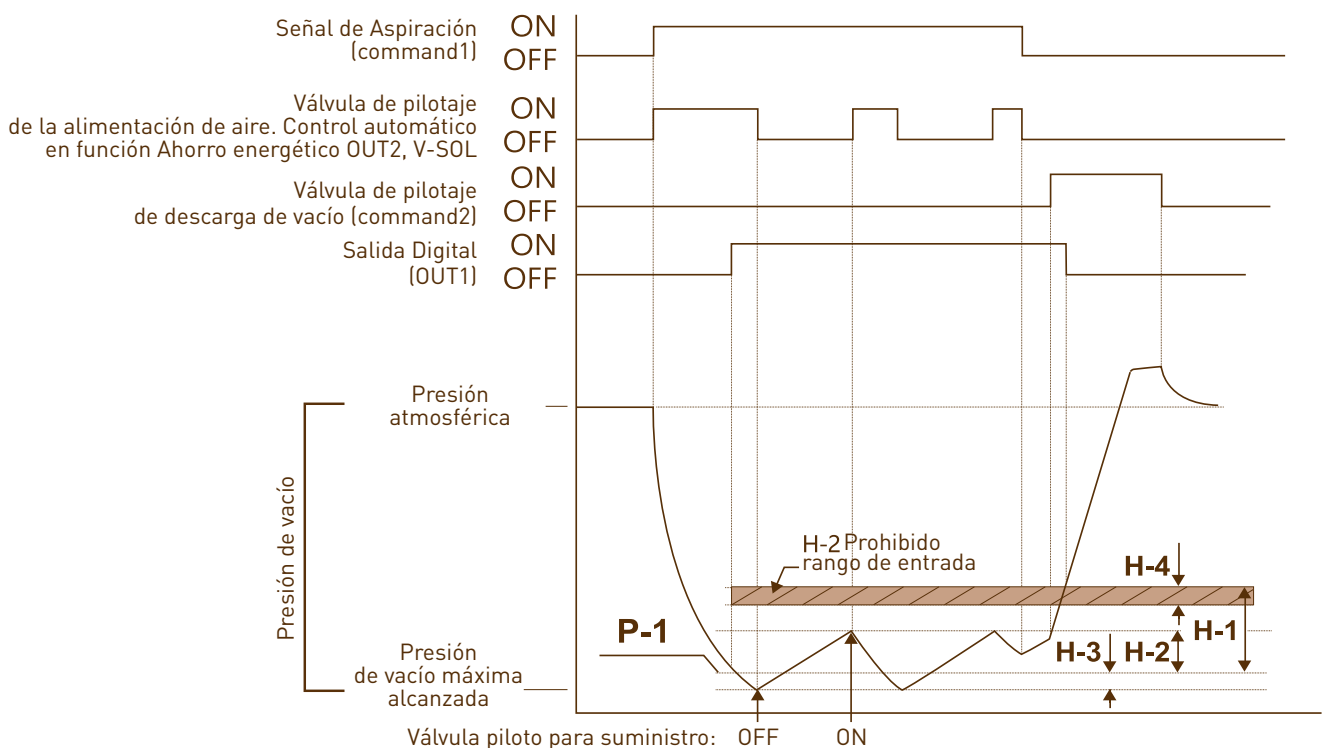 Señal de Aspiración
(command1)
ON
OFF
Válvula de pilotaje
de la alimentación de aire. Control automático
en función Ahorro energético OUT2, V-SOL
ON
OFF
Válvula de pilotaje
de descarga de vacío (command2)
ON
OFF
Salida Digital
(OUT1)
ON
OFF
Presión
atmosférica
Presión de vacío
H-2 Prohibido
rango de entrada
H-4
P-1
H-1
Presión
de vacío máxima
alcanzada
H-3
H-2
Válvula piloto para suministro: OFF ON